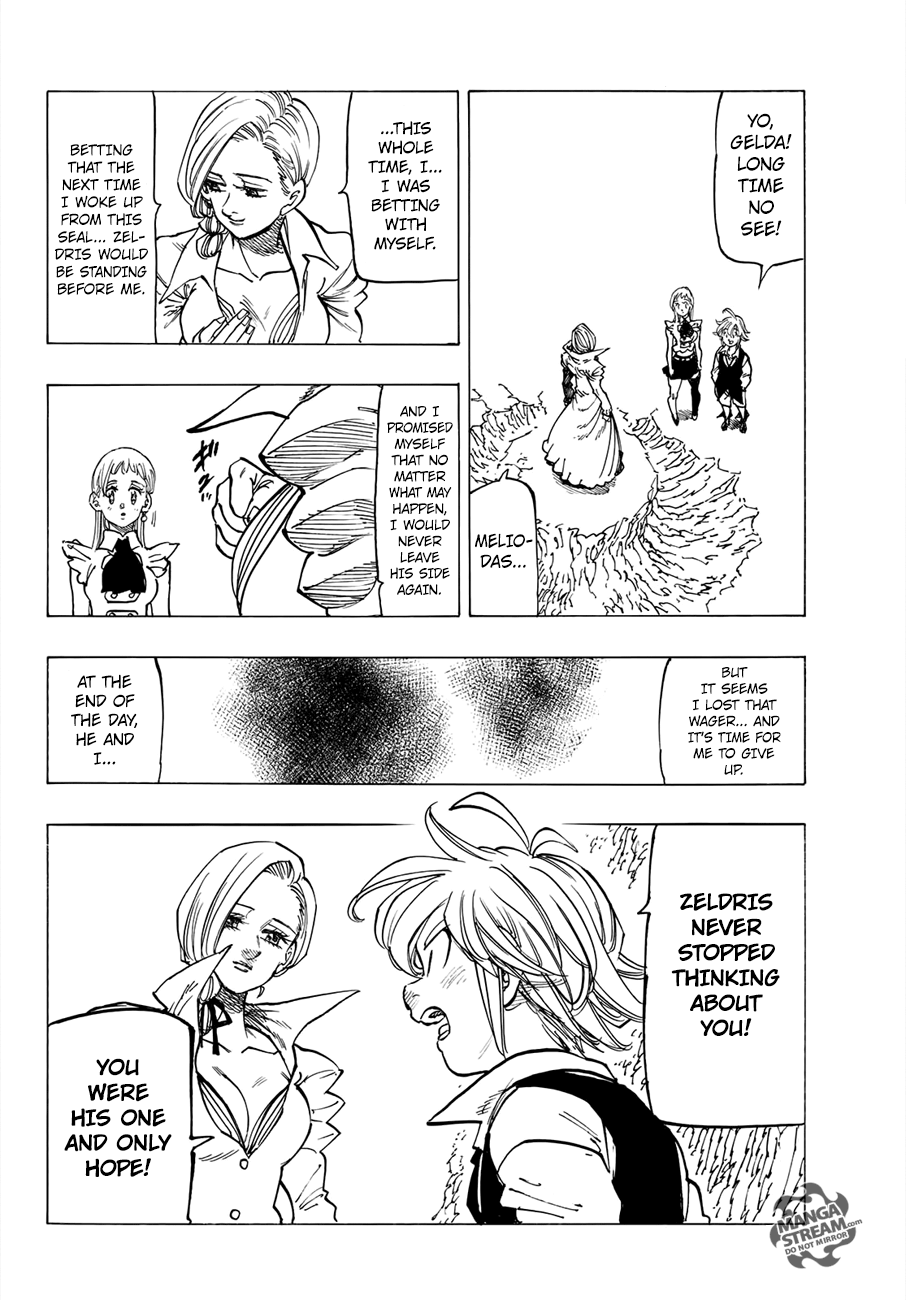 YO,
GELDA!
LONG
TIME
NO
SEE!
MELIO-
DAS...
...THIS
WHOLE
TIME, I...
I WAS
BETTING
WITH
MYSELF.
BETTING
THAT THE
NEXT TIME
I WOKE UP
FROM THIS
SEAL... ZEL-
DRIS WOULD
BE STANDING
BEFORE ME.
AND I
PROMISED
MYSELF
THAT NO
MATTER
WHAT MAY
HAPPEN,
I WOULD
NEVER
LEAVE
HIS SIDE
AGAIN.
ギュ
BUT
IT SEEMS
I LOST THAT
WAGER... AND
IT'S TIME FOR
ME TO GIVE
UP.
AT THE
END OF
THE DAY,
HE AND
I...
ZELDRIS
NEVER
STOPPED
THINKING
ABOUT
YOU!
YOU
WERE
HIS ONE
AND ONLY
HOPE!
MANGA
STREAM.com
DO NOT MIRROR!